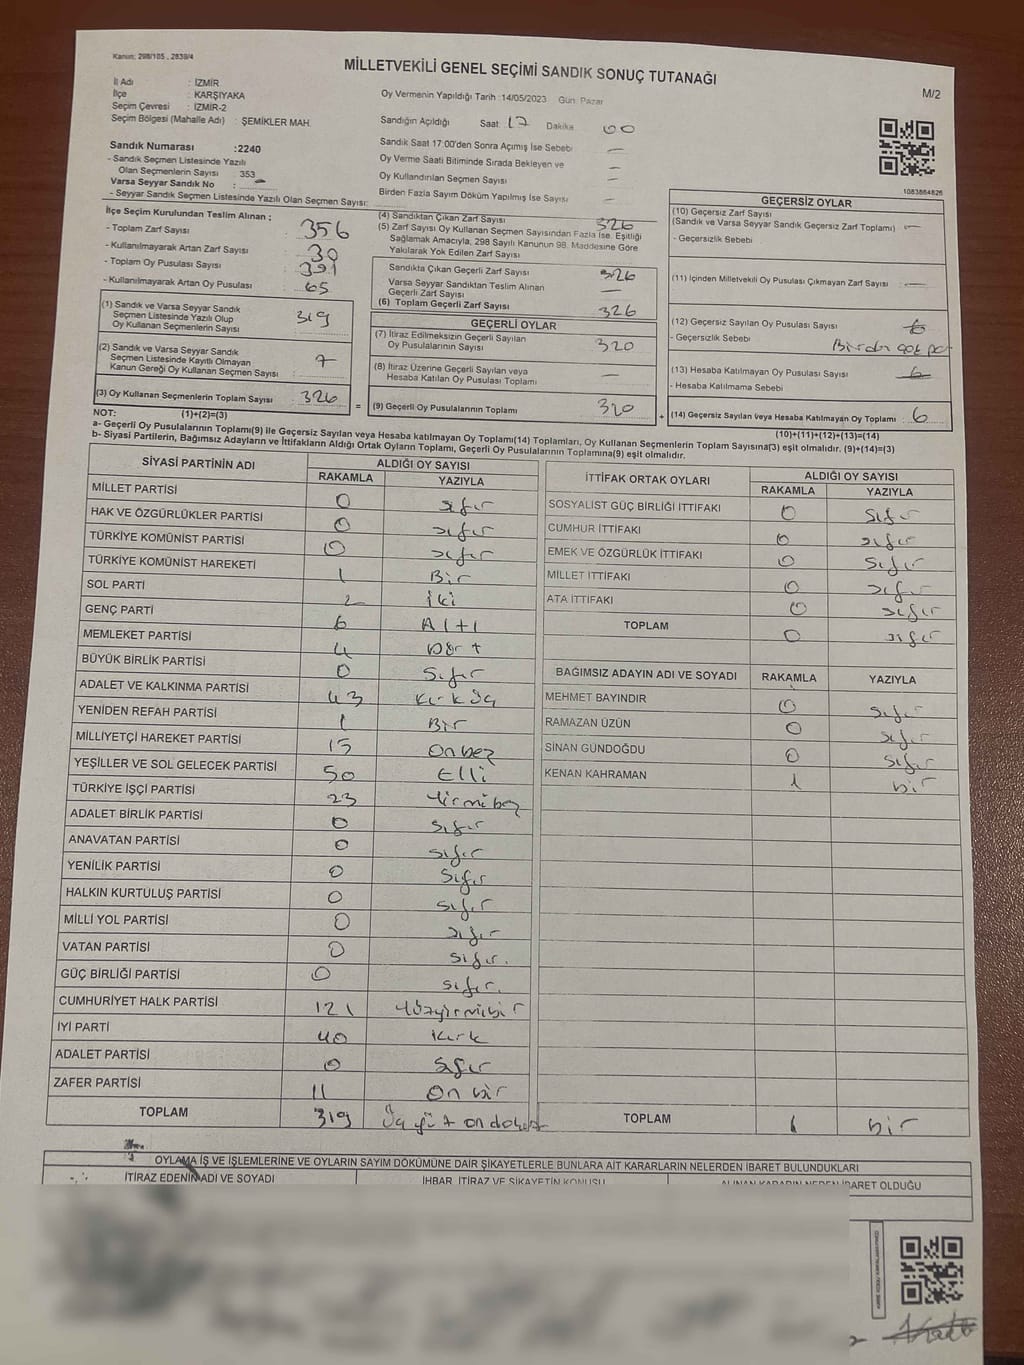 Kanun: 298/105, 2839/4
MİLLETVEKİLİ GENEL SEÇİMİ SANDIK SONUÇ TUTANAĞI
M/2
İl Adı : İZMİR
İlçe : KARŞIYAKA
Seçim Çevresi : İZMİR-2
Seçim Bölgesi (Mahalle Adı) : ŞEMİKLER MAH.
Oy Vermenin Yapıldığı Tarih :14/05/2023 Gün: Pazar
Sandığın Açıldığı Saat: 17 Dakika 00
Sandık Saat 17:00'den Sonra Açımış İse Sebebi —
Oy Verme Saati Bitiminde Sırada Bekleyen ve
Oy Kullandırılan Seçmen Sayısı —
Birden Fazla Sayım Döküm Yapılmış İse Sayısı —
Sandık Numarası :2240
- Sandık Seçmen Listesinde Yazılı
Olan Seçmenlerin Sayısı : 353
Varsa Seyyar Sandık No :
- Seyyar Sandık Seçmen Listesinde Yazılı Olan Seçmen Sayısı:
1083864826
İlçe Seçim Kurulundan Teslim Alınan ;
- Toplam Zarf Sayısı : 356
- Kullanılmayarak Artan Zarf Sayısı : 30
- Toplam Oy Pusulası Sayısı : 391
- Kullanılmayarak Artan Oy Pusulası : 65
(1) Sandık ve Varsa Seyyar Sandık
Seçmen Listesinde Yazılı Olup
Oy Kullanan Seçmenlerin Sayısı : 319
(2) Sandık ve Varsa Seyyar Sandık
Seçmen Listesinde Kayıtlı Olmayan
Kanun Gereği Oy Kullanan Seçmen Sayısı : 7
(3) Oy Kullanan Seçmenlerin Toplam Sayısı : 326
(4) Sandıktan Çıkan Zarf Sayısı 326
(5) Zarf Sayısı Oy Kullanan Seçmen Sayısından Fazla İse, Eşitliği
Sağlamak Amacıyla, 298 Sayılı Kanunun 98. Maddesine Göre
Yakılarak Yok Edilen Zarf Sayısı
Sandıkta Çıkan Geçerli Zarf Sayısı 326
Varsa Seyyar Sandıktan Teslim Alınan
Geçerli Zarf Sayısı —
(6) Toplam Geçerli Zarf Sayısı 326
GEÇERLİ OYLAR
(7) İtiraz Edilmeksizin Geçerli Sayılan
Oy Pusulalarının Sayısı 320
(8) İtiraz Üzerine Geçerli Sayılan veya
Hesaba Katılan Oy Pusulası Toplamı —
= (9) Geçerli Oy Pusulalarının Toplamı 320
GEÇERSİZ OYLAR
(10) Geçersiz Zarf Sayısı
(Sandık ve Varsa Seyyar Sandık Geçersiz Zarf Toplamı) —
- Geçersizlik Sebebi
(11) İçinden Milletvekili Oy Pusulası Çıkmayan Zarf Sayısı —
(12) Geçersiz Sayılan Oy Pusulası Sayısı 6
- Geçersizlik Sebebi Birden çok
(13) Hesaba Katılmayan Oy Pusulası Sayısı 6
- Hesaba Katılmama Sebebi
+ (14) Geçersiz Sayılan veya Hesaba Katılmayan Oy Toplamı 6
NOT: (1)+(2)=(3)
(10)+(11)+(12)+(13)=(14)
a- Geçerli Oy Pusulalarının Toplamı(9) ile Geçersiz Sayılan veya Hesaba katılmayan Oy Toplamı(14) Toplamları, Oy Kullanan Seçmenlerin Toplam Sayısına(3) eşit olmalıdır. (9)+(14)=(3)
b- Siyasi Partilerin, Bağımsız Adayların ve İttifakların Aldığı Ortak Oyların Toplamı, Geçerli Oy Pusulalarının Toplamına(9) eşit olmalıdır.
SİYASİ PARTİNİN ADI ALDIĞI OY SAYISI
RAKAMLA YAZIYLA
MİLLET PARTİSİ 0 sıfır
HAK VE ÖZGÜRLÜKLER PARTİSİ 0 sıfır
TÜRKİYE KOMÜNİST PARTİSİ 0 sıfır
TÜRKİYE KOMÜNİST HAREKETİ 1 Bir
SOL PARTİ 2 iki
GENÇ PARTİ 6 Altı
MEMLEKET PARTİSİ 4 Dört
BÜYÜK BİRLİK PARTİSİ 0 Sıfır
ADALET VE KALKINMA PARTİSİ 43 Kırk üç
YENİDEN REFAH PARTİSİ 1 Bir
MİLLİYETÇİ HAREKET PARTİSİ 15 onbeş
YEŞİLLER VE SOL GELECEK PARTİSİ 50 Elli
TÜRKİYE İŞÇİ PARTİSİ 23 Yirmibeş
ADALET BİRLİK PARTİSİ 0 sıfır
ANAVATAN PARTİSİ 0 sıfır
YENİLİK PARTİSİ 0 Sıfır
HALKIN KURTULUŞ PARTİSİ 0 sıfır
MİLLİ YOL PARTİSİ 0 sıfır
VATAN PARTİSİ 0 sıfır.
GÜÇ BİRLİĞİ PARTİSİ 0 sıfır.
CUMHURİYET HALK PARTİSİ 121 Yüzyirmibir
İYİ PARTİ 40 Kırk
ADALET PARTİSİ 0 Sıfır
ZAFER PARTİSİ 11 On bir
TOPLAM 319 Üç yüz on dokuz
İTTİFAK ORTAK OYLARI ALDIĞI OY SAYISI
RAKAMLA YAZIYLA
SOSYALİST GÜÇ BİRLİĞİ İTTİFAKI 0 Sıfır
CUMHUR İTTİFAKI 0 sıfır
EMEK VE ÖZGÜRLÜK İTTİFAKI 0 Sıfır
MİLLET İTTİFAKI 0 sıfır
ATA İTTİFAKI 0 sıfır
TOPLAM 0 sıfır
BAĞIMSIZ ADAYIN ADI VE SOYADI RAKAMLA YAZIYLA
MEHMET BAYINDIR 0 sıfır
RAMAZAN UZÜN 0 sıfır
SİNAN GÜNDOĞDU 0 sıfır
KENAN KAHRAMAN 1 bir
TOPLAM 1 bir
OYLAMA İŞ VE İŞLEMLERİNE VE OYLARIN SAYIM DÖKÜMÜNE DAİR ŞİKAYETLERLE BUNLARA AİT KARARLARIN NELERDEN İBARET BULUNDUKLARI
İTİRAZ EDENİN ADI VE SOYADI İHBAR, İTİRAZ VE ŞİKAYETİN KONUSU ALINAN KARARIN NEDEN İBARET OLDUĞU